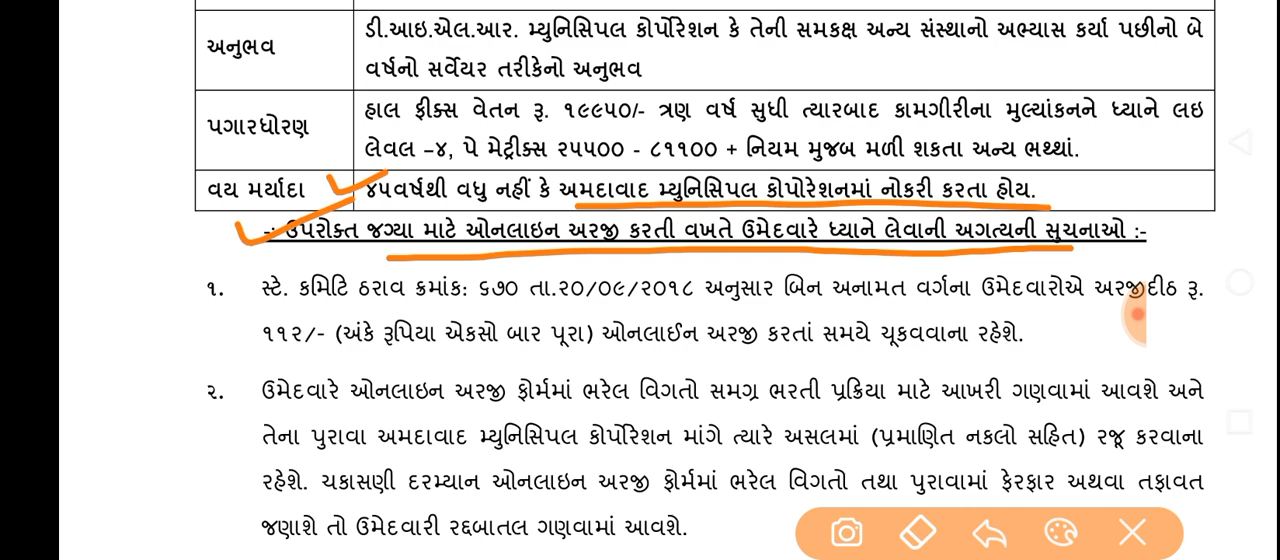 ડી.આઇ.એલ.આર. મ્યુનિસિપલ કોર્પોરેશન કે તેની સમકક્ષ અન્ય સંસ્થાનો અભ્યાસ કર્યા પછીનો બે
અનુભવ
વર્ષનો સર્વેયર તરીકેનો અનુભવ
હાલ ફીક્સ વેતન રૂ. ૧૯૯૫૦/- ત્રણ વર્ષ સુધી ત્યારબાદ કામગીરીના મુલ્યાંકનને ધ્યાને લઇ
પગારધોરણ
લેવલ –૪, પે મેટ્રીક્સ ૨૫૫૦૦ - ૮૧૧૦૦ + નિયમ મુજબ મળી શકતા અન્ય ભથ્થાં.
વય મર્યાદા ૪૫વર્ષથી વધુ નહીં કે અમદાવાદ મ્યુનિસિપલ કોપોરેશનમાં નોકરી કરતા હોય.
-: ઉપરોક્ત જગ્યા માટે ઓનલાઇન અરજી કરતી વખતે ઉમેદવારે ધ્યાને લેવાની અગત્યની સુચનાઓ :-
૧. સ્ટે. કમિટિ ઠરાવ ક્રમાંક: ૬૭૦ તા.૨૦/૦૯/૨૦૧૮ અનુસાર બિન અનામત વર્ગના ઉમેદવારોએ અરજીદીઠ રૂ.
૧૧૨/- (અંકે રૂપિયા એકસો બાર પૂરા) ઓનલાઈન અરજી કરતાં સમયે ચૂકવવાના રહેશે.
૨. ઉમેદવારે ઓનલાઇન અરજી ફોર્મમાં ભરેલ વિગતો સમગ્ર ભરતી પ્રક્રિયા માટે આખરી ગણવામાં આવશે અને
તેના પુરાવા અમદાવાદ મ્યુનિસિપલ કોર્પોરેશન માંગે ત્યારે અસલમાં (પ્રમાણિત નકલો સહિત) રજૂ કરવાના
રહેશે. ચકાસણી દરમ્યાન ઓનલાઇન અરજી ફોર્મમાં ભરેલ વિગતો તથા પુરાવામાં ફેરફાર અથવા તફાવત
જણાશે તો ઉમેદવારી રદ્દબાતલ ગણવામાં આવશે.